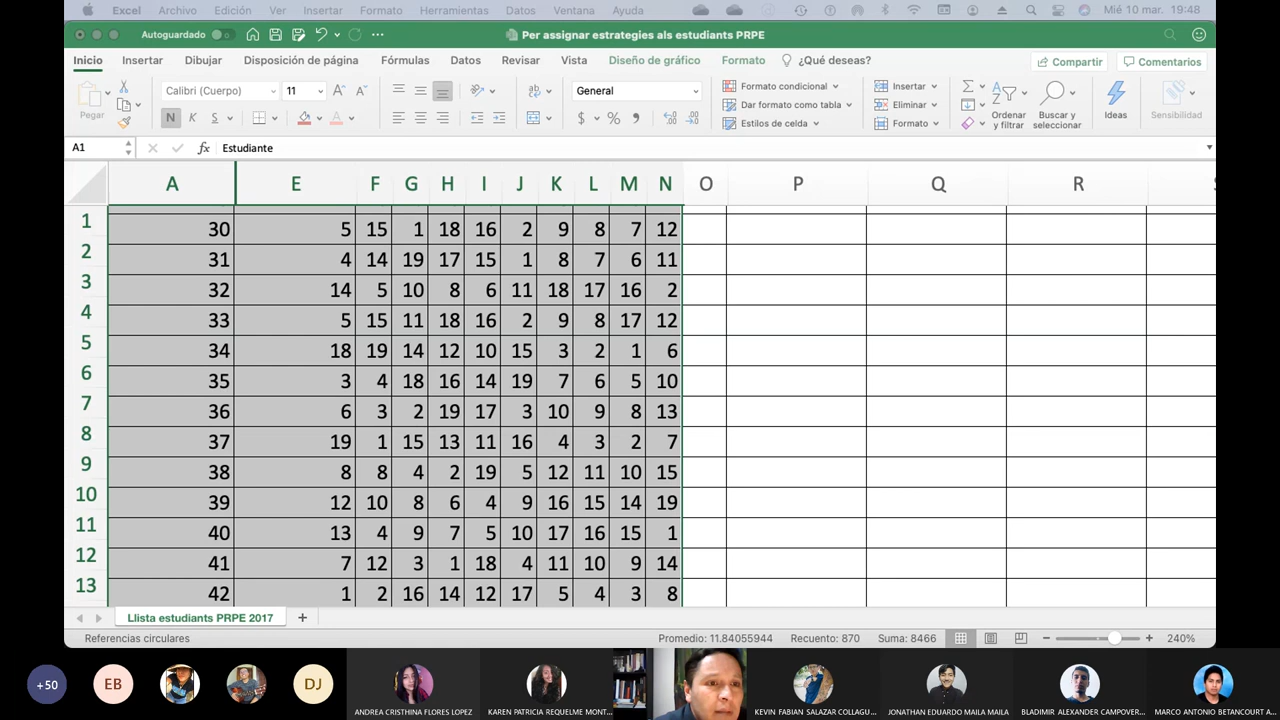 Excel Archivo Edición Ver Insertar Formato Herramientas Datos Ventana Ayuda Mié 10 mar. 19:48
Autoguardado Per assignar estrategies als estudiants PRPE
Inicio Insertar Dibujar Disposición de página Fórmulas Datos Revisar Vista Diseño de gráfico Formato ¿Qué deseas? Compartir Comentarios
Pegar Calibri (Cuerpo) 11 General Formato condicional Insertar
Dar formato como tabla Eliminar
Estilos de celda Formato
N K S $ % Ordenar y filtrar Buscar y seleccionar Ideas Sensibilidad
A1 fx Estudiante
A E F G H I J K L M N O P Q R
1 30 5 15 1 18 16 2 9 8 7 12
2 31 4 14 19 17 15 1 8 7 6 11
3 32 14 5 10 8 6 11 18 17 16 2
4 33 5 15 11 18 16 2 9 8 17 12
5 34 18 19 14 12 10 15 3 2 1 6
6 35 3 4 18 16 14 19 7 6 5 10
7 36 6 3 2 19 17 3 10 9 8 13
8 37 19 1 15 13 11 16 4 3 2 7
9 38 8 8 4 2 19 5 12 11 10 15
10 39 12 10 8 6 4 9 16 15 14 19
11 40 13 4 9 7 5 10 17 16 15 1
12 41 7 12 3 1 18 4 11 10 9 14
13 42 1 2 16 14 12 17 5 4 3 8
Llista estudiants PRPE 2017 +
Referencias circulares Promedio: 11.84055944 Recuento: 870 Suma: 8466 240%
+50 EB DJ
ANDREA CRISTHINA FLORES LOPEZ KAREN PATRICIA REQUELME MONT... KEVIN FABIAN SALAZAR COLLAGU... JONATHAN EDUARDO MAILA MAILA BLADIMIR ALEXANDER CAMPOVER... MARCO ANTONIO BETANCOURT A...